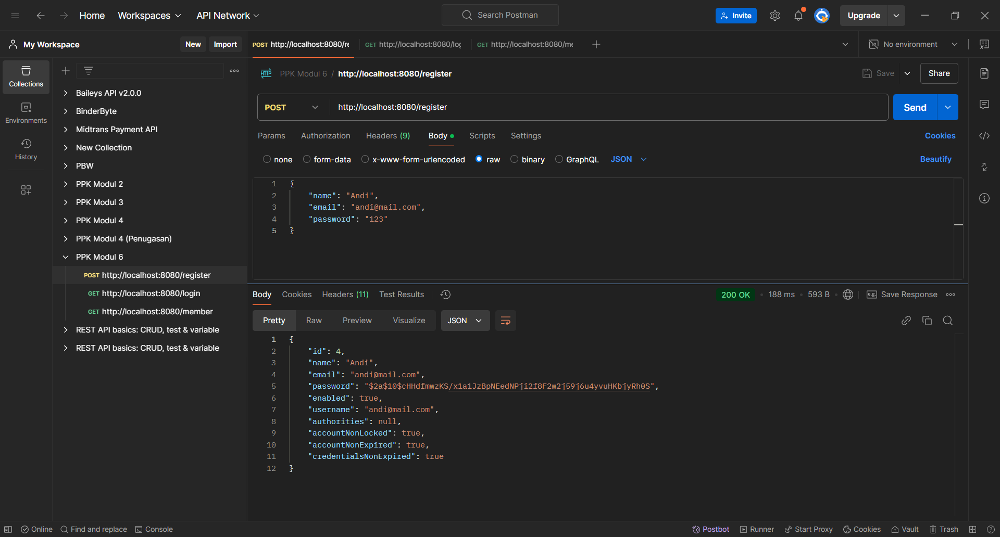 Home
Workspaces
API Network
Search Postman
Invite
Upgrade
My Workspace
New
Import
POST http://localhost:8080/re
GET http://localhost:8080/log
GET http://localhost:8080/me
No environment
Collections
Environments
History
Baileys API v2.0.0
BinderByte
Midtrans Payment API
New Collection
PBW
PPK Modul 2
PPK Modul 3
PPK Modul 4
PPK Modul 4 (Penugasan)
PPK Modul 6
POST http://localhost:8080/register
GET http://localhost:8080/login
GET http://localhost:8080/member
REST API basics: CRUD, test & variable
REST API basics: CRUD, test & variable
HTTP PPK Modul 6 / http://localhost:8080/register
Save
Share
POST http://localhost:8080/register
Send
Params Authorization Headers (9) Body Scripts Settings Cookies
none form-data x-www-form-urlencoded raw binary GraphQL JSON Beautify
1 {
2 "name": "Andi",
3 "email": "andi@mail.com",
4 "password": "123"
5 }
Body Cookies Headers (11) Test Results 200 OK 188 ms 593 B e.g. Save Response
Pretty Raw Preview Visualize JSON
1 {
2 "id": 4,
3 "name": "Andi",
4 "email": "andi@mail.com",
5 "password": "$2a$10$cHHdfmwzKS/x1a1JzBpNEedNPji2f8F2w2j59j6u4yvuHKbjyRh0S",
6 "enabled": true,
7 "username": "andi@mail.com",
8 "authorities": null,
9 "accountNonLocked": true,
10 "accountNonExpired": true,
11 "credentialsNonExpired": true
12 }
Online Find and replace Console Postbot Runner Start Proxy Cookies Vault Trash